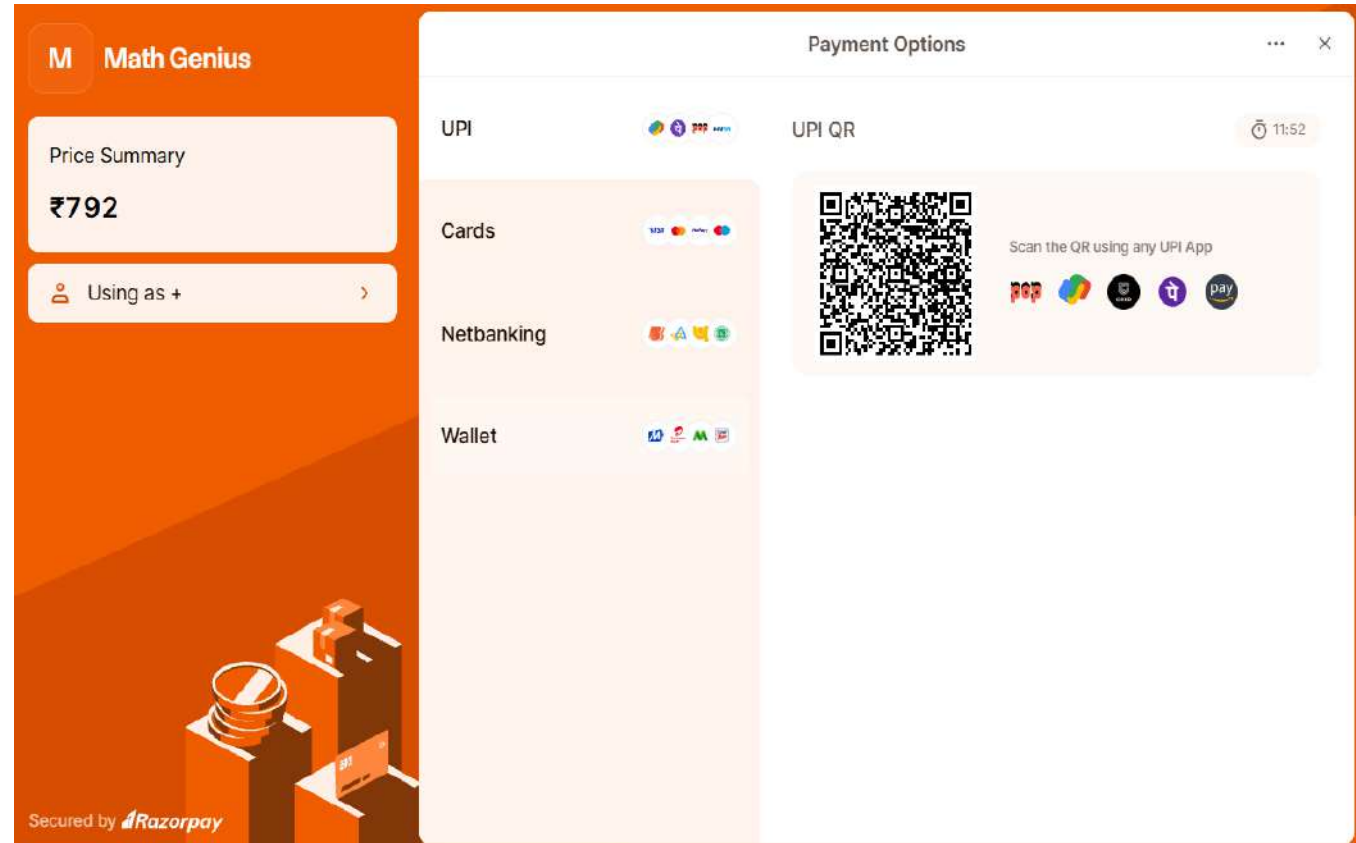 M Math Genius
Payment Options
Price Summary
₹792
Using as +
UPI
Cards
Netbanking
Wallet
UPI QR
11:52
Scan the QR using any UPI App
pop
पे
pay
Secured by Razorpay